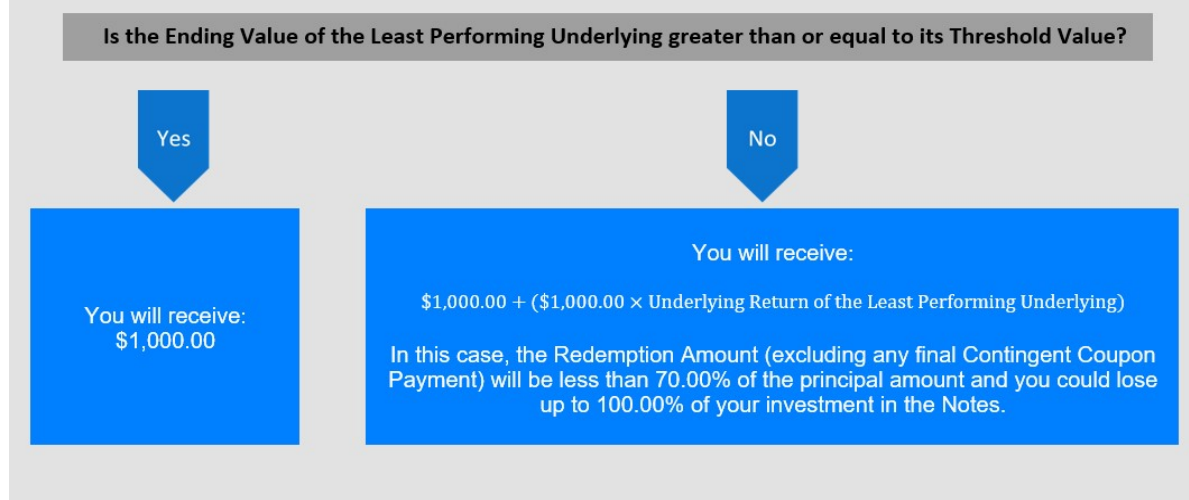 Is the Ending Value of the Least Performing Underlying greater than or equal to its Threshold Value?
Yes
No
You will receive:
$1,000.00
You will receive:
$1,000.00 + ($1,000.00 × Underlying Return of the Least Performing Underlying)
In this case, the Redemption Amount (excluding any final Contingent Coupon
Payment) will be less than 70.00% of the principal amount and you could lose
up to 100.00% of your investment in the Notes.